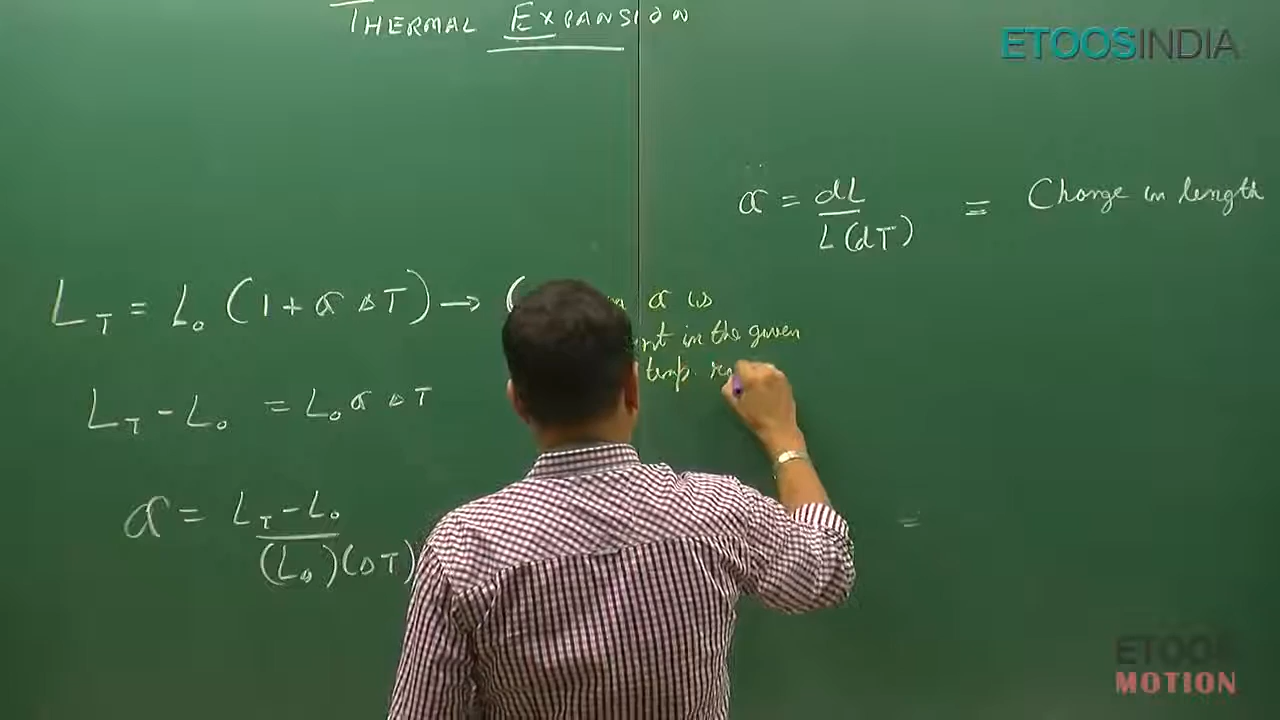 THERMAL EXPANSION
ETOOSINDIA
α = dL / L(dT) = Change in length
L_T = L_0 (1 + α ΔT) → (
α is
in the given
temp.
L_T - L_0 = L_0 α ΔT
α = L_T - L_0 / (L_0)(ΔT)
=
ETOOS
MOTION